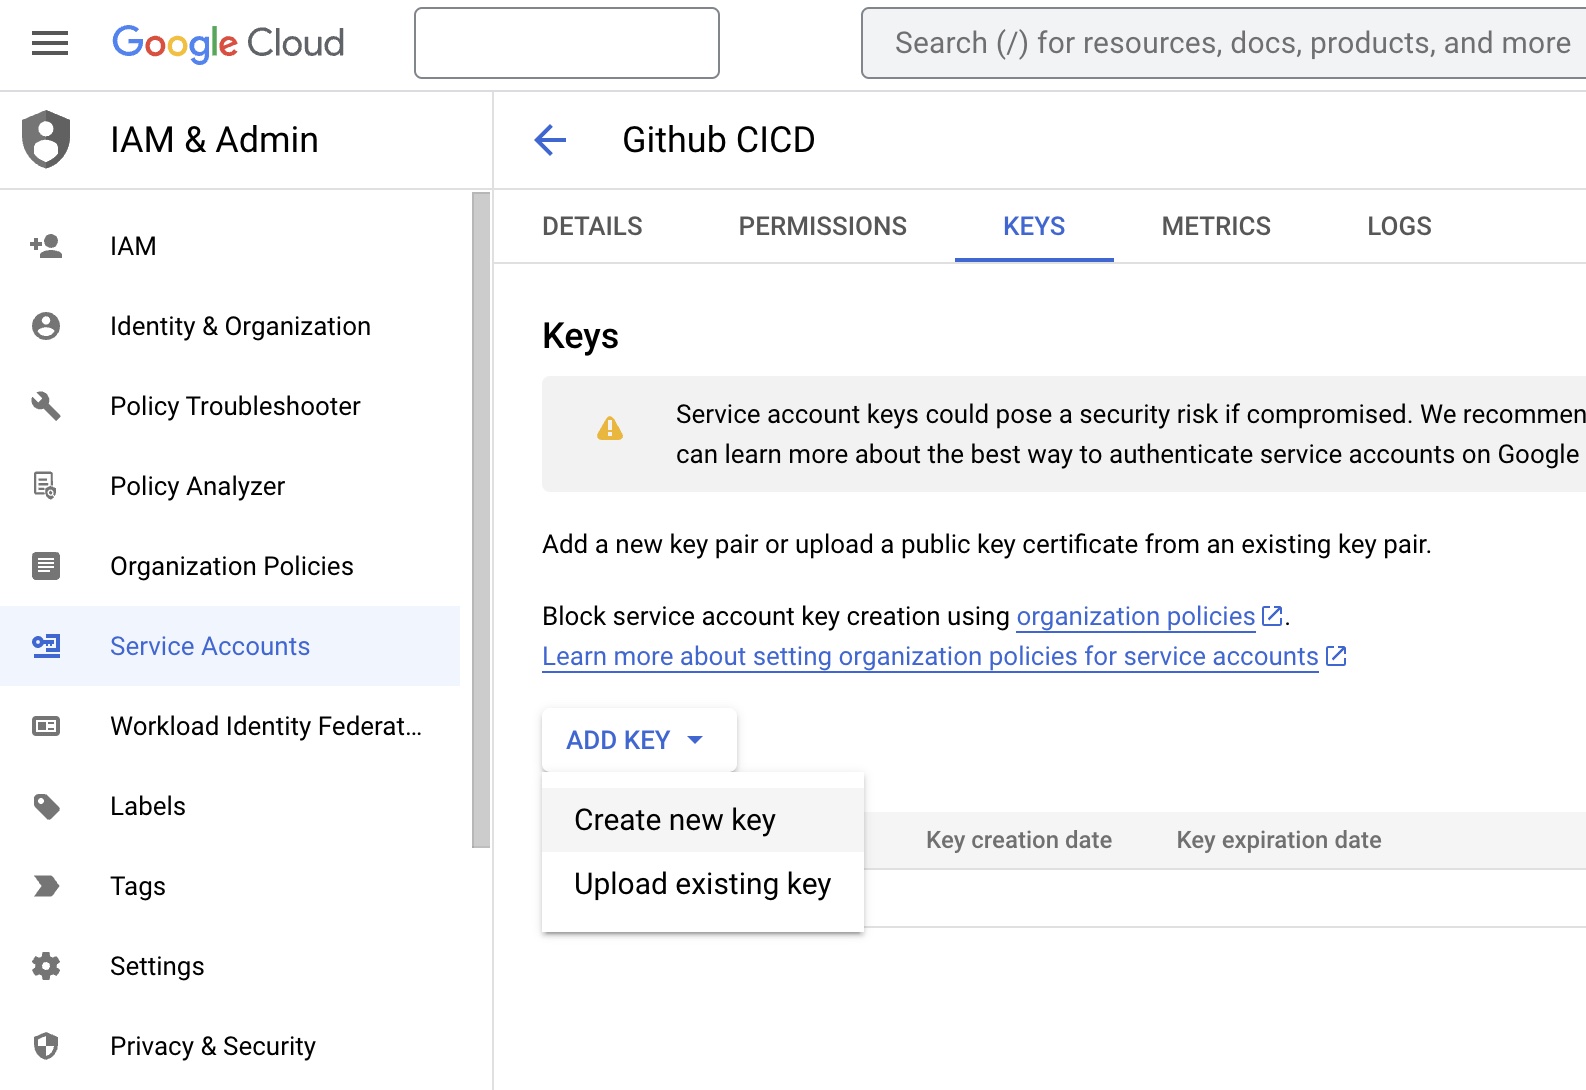 Google Cloud
Search (/) for resources, docs, products, and more
IAM & Admin
Github CICD
DETAILS
PERMISSIONS
KEYS
METRICS
LOGS
IAM
Identity & Organization
Policy Troubleshooter
Policy Analyzer
Organization Policies
Service Accounts
Workload Identity Federat...
Labels
Tags
Settings
Privacy & Security
Keys
Service account keys could pose a security risk if compromised. We recommen
can learn more about the best way to authenticate service accounts on Google
Add a new key pair or upload a public key certificate from an existing key pair.
Block service account key creation using organization policies.
Learn more about setting organization policies for service accounts
ADD KEY
Create new key
Upload existing key
Key creation date
Key expiration date